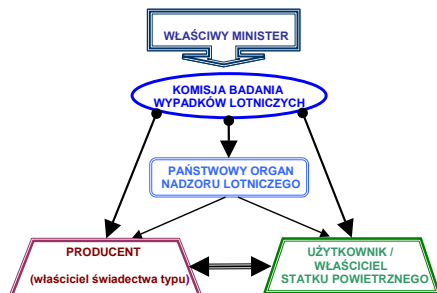 WŁAŚCIWY MINISTER
KOMISJA BADANIA
WYPADKÓW LOTNICZYCH
PAŃSTWOWY ORGAN
NADZORU LOTNICZEGO
PRODUCENT
(właściciel świadectwa typu)
UŻYTKOWNIK /
WŁAŚCICIEL
STATKU POWIETRZNEGO